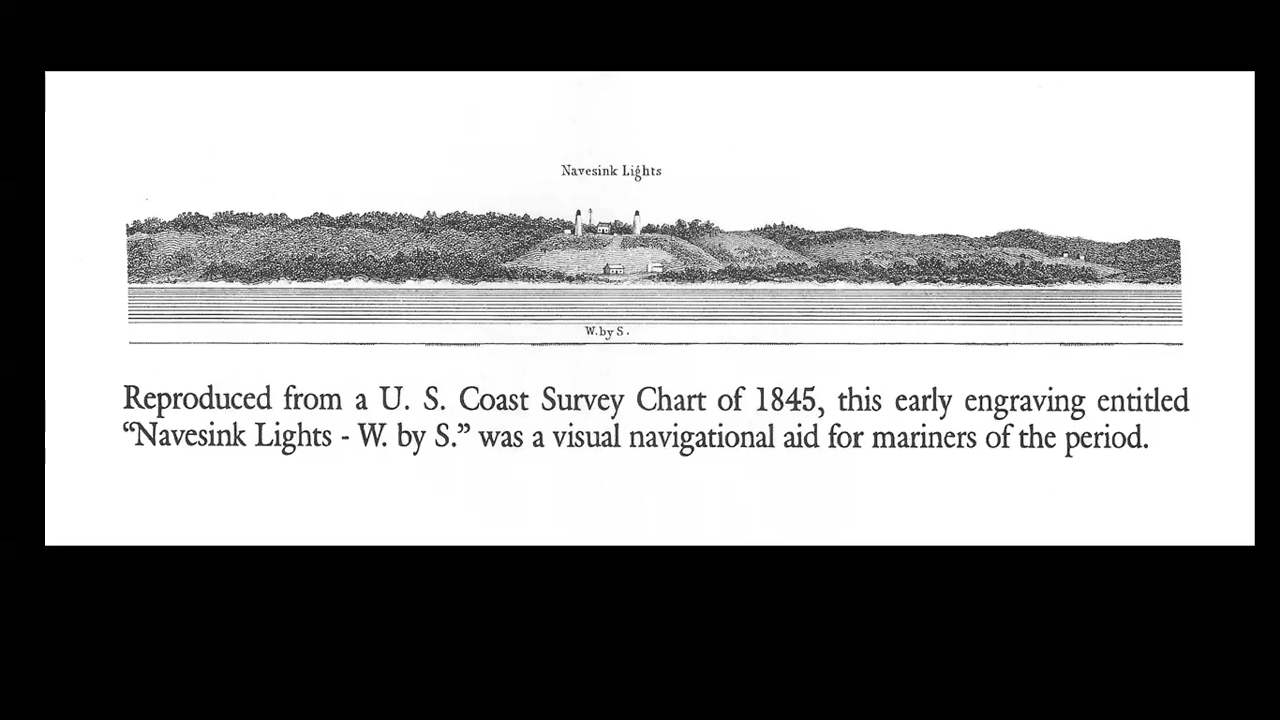 Navesink Lights
W. by S.
Reproduced from a U. S. Coast Survey Chart of 1845, this early engraving entitled
“Navesink Lights - W. by S.” was a visual navigational aid for mariners of the period.